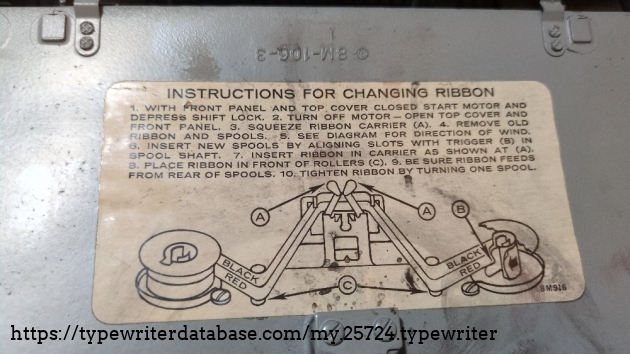 8M-106-3
INSTRUCTIONS FOR CHANGING RIBBON
1. WITH FRONT PANEL AND TOP COVER CLOSED START MOTOR AND
DEPRESS SHIFT LOCK. 2. TURN OFF MOTOR — OPEN TOP COVER AND
FRONT PANEL. 3. SQUEEZE RIBBON CARRIER (A). 4. REMOVE OLD
RIBBON AND SPOOLS. 5. SEE DIAGRAM FOR DIRECTION OF WIND.
6. INSERT NEW SPOOLS BY ALIGNING SLOTS WITH TRIGGER (B) IN
SPOOL SHAFT. 7. INSERT RIBBON IN CARRIER AS SHOWN AT (A).
8. PLACE RIBBON IN FRONT OF ROLLERS (C). 9. BE SURE RIBBON FEEDS
FROM REAR OF SPOOLS. 10. TIGHTEN RIBBON BY TURNING ONE SPOOL.
A
A
B
BLACK
RED
BLACK
RED
C
8M916
https://typewriterdatabase.com/my.25724.typewriter